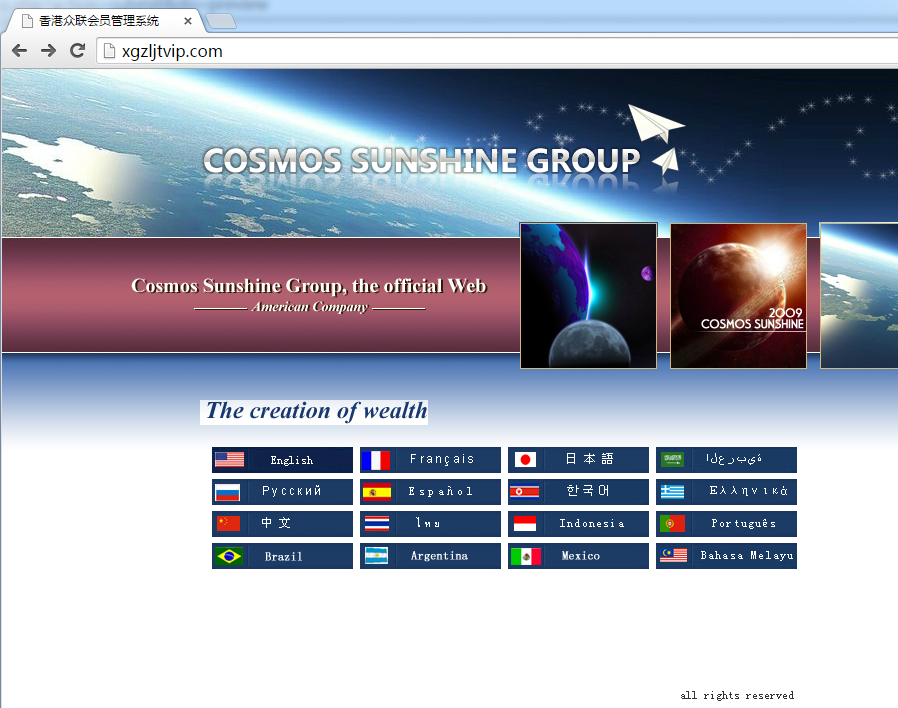 香港众联会员管理系统
xgzljtvip.com
COSMOS SUNSHINE GROUP
Cosmos Sunshine Group, the official Web
American Company
2009
COSMOS SUNSHINE
The creation of wealth
English
Français
日本語
ﺍﻟﻌﺮﺑﻴﺔ
Русский
Español
한국어
Ελληνικά
中文
ไทย
Indonesia
Português
Brazil
Argentina
Mexico
Bahasa Melayu
all rights reserved